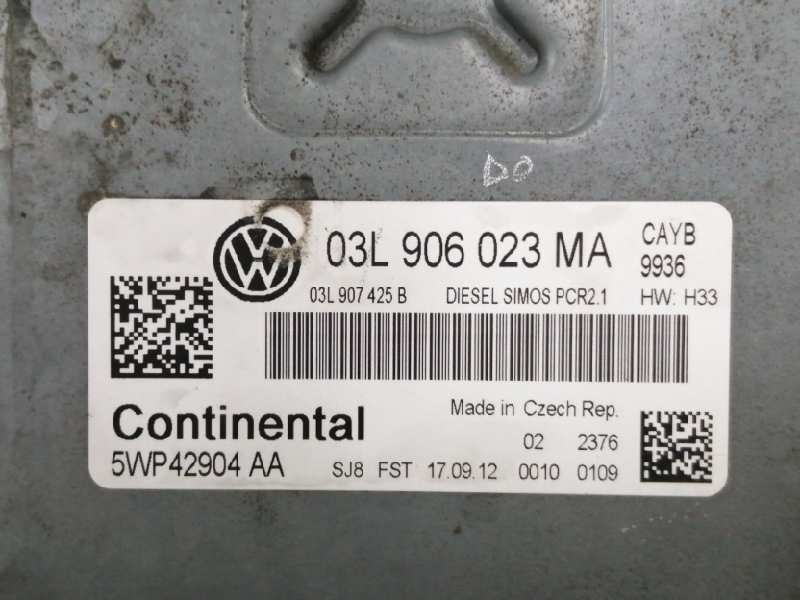 DO
03L 906 023 MA CAYB
9936
03L 907 425 B DIESEL SIMOS PCR2.1 HW: H33
Continental
Made in Czech Rep.
02 2376
5WP42904 AA SJ8 FST 17.09.12 0010 0109